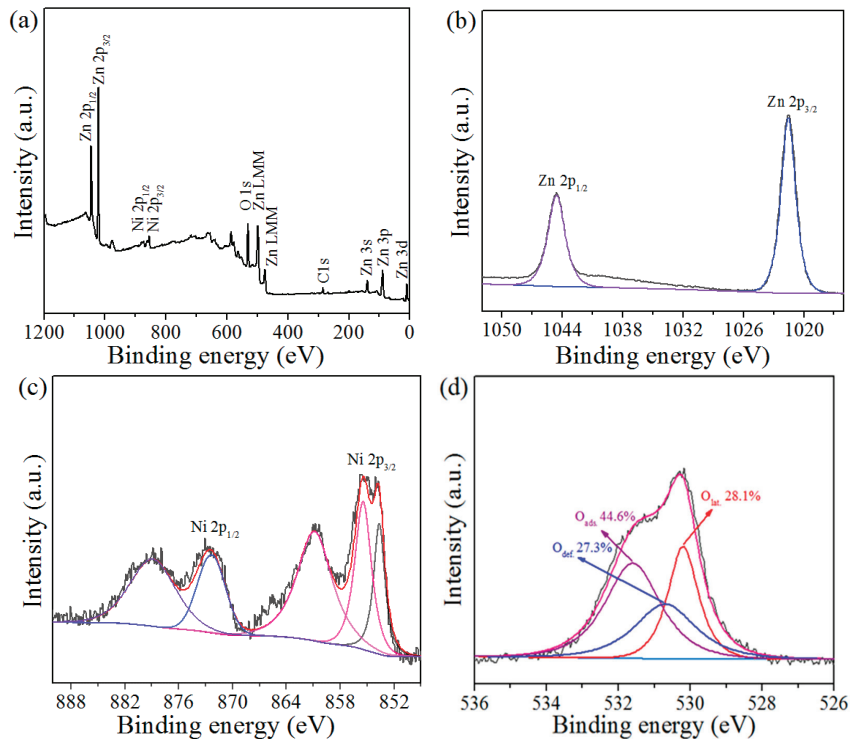 (a)
Intensity (a.u.)
Zn 2p1/2
Zn 2p3/2
Ni 2p1/2
Ni 2p3/2
O 1s
Zn LMM
Zn LMM
C1s
Zn 3s
Zn 3p
Zn 3d
1200 1000 800 600 400 200 0
Binding energy (eV)
(b)
Intensity (a.u.)
Zn 2p1/2
Zn 2p3/2
1050 1044 1038 1032 1026 1020
Binding energy (eV)
(c)
Intensity (a.u.)
Ni 2p1/2
Ni 2p3/2
888 882 876 870 864 858 852
Binding energy (eV)
(d)
Intensity (a.u.)
Oads. 44.6%
Olat. 28.1%
Odef. 27.3%
536 534 532 530 528 526
Binding energy (eV)